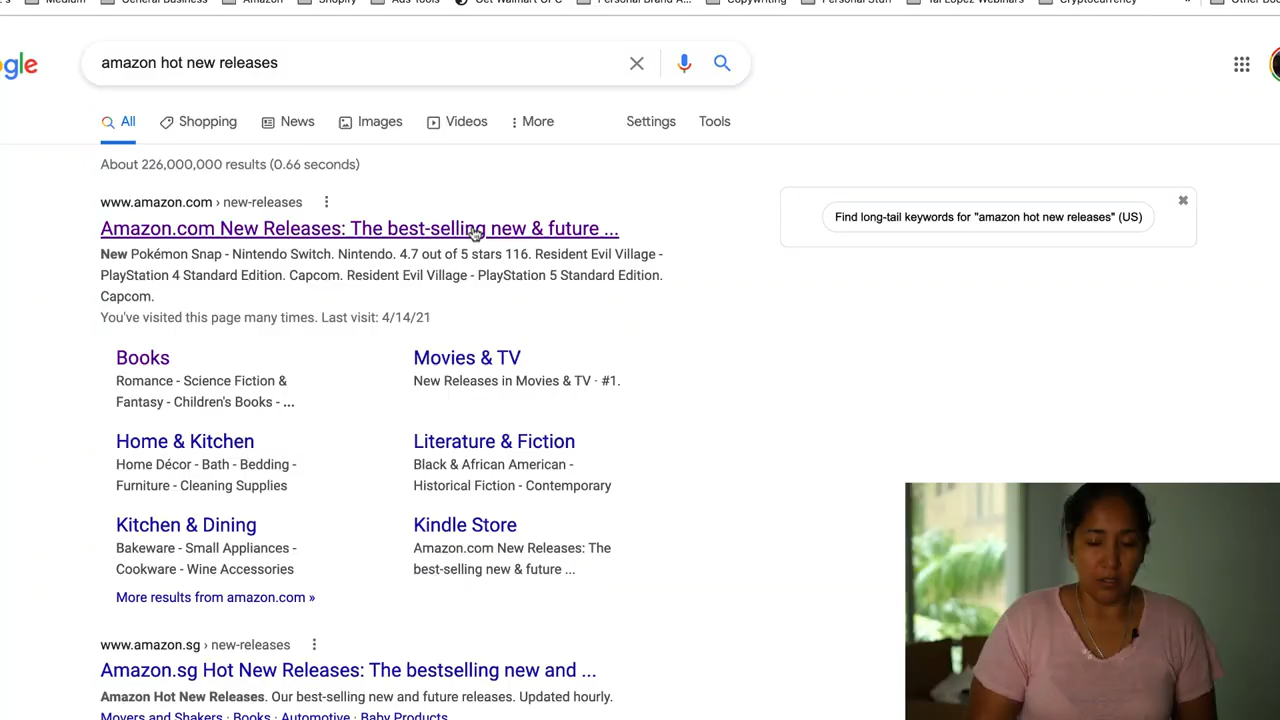 Medium General Business Amazon Shopify Ads Tools Get Walmart UPC Personal Brand A... Copywriting Personal Stuff Tai Lopez Webinars Cryptocurrency » Other Bo
gle
amazon hot new releases
All Shopping News Images Videos More Settings Tools
About 226,000,000 results (0.66 seconds)
www.amazon.com › new-releases
Amazon.com New Releases: The best-selling new & future ...
Find long-tail keywords for "amazon hot new releases" (US)
New Pokémon Snap - Nintendo Switch. Nintendo. 4.7 out of 5 stars 116. Resident Evil Village -
PlayStation 4 Standard Edition. Capcom. Resident Evil Village - PlayStation 5 Standard Edition.
Capcom.
You've visited this page many times. Last visit: 4/14/21
Books
Romance - Science Fiction &
Fantasy - Children's Books - ...
Movies & TV
New Releases in Movies & TV · #1.
Home & Kitchen
Home Décor - Bath - Bedding -
Furniture - Cleaning Supplies
Literature & Fiction
Black & African American -
Historical Fiction - Contemporary
Kitchen & Dining
Bakeware - Small Appliances -
Cookware - Wine Accessories
Kindle Store
Amazon.com New Releases: The
best-selling new & future ...
More results from amazon.com »
www.amazon.sg › new-releases
Amazon.sg Hot New Releases: The bestselling new and ...
Amazon Hot New Releases. Our best-selling new and future releases. Updated hourly.
Movers and Shakers · Books · Automotive · Baby Products